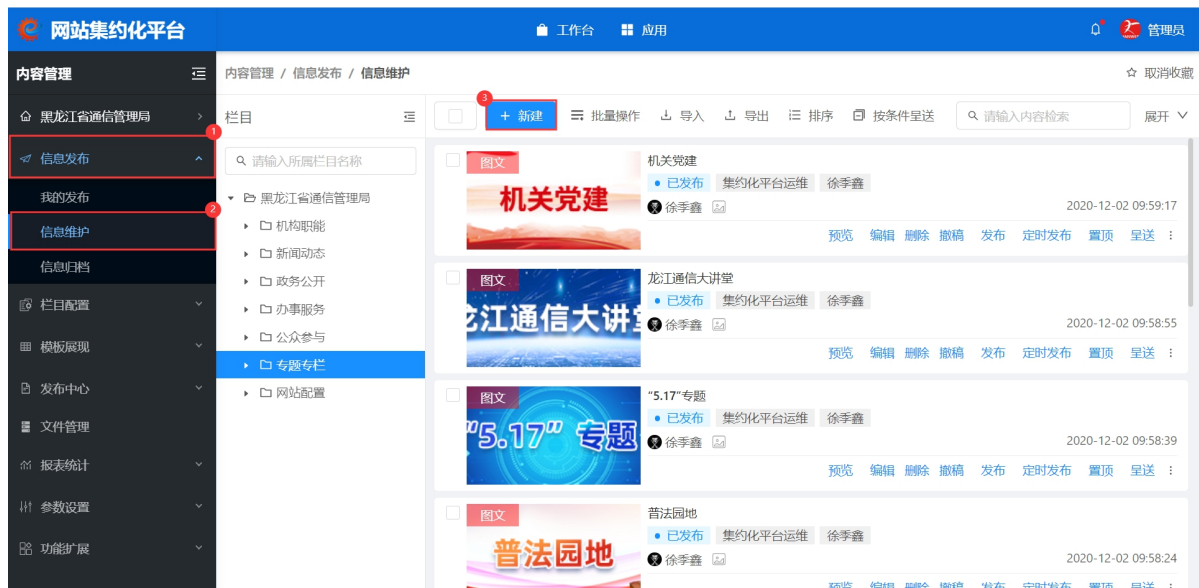 网站集约化平台
工作台
应用
管理员
内容管理
内容管理 / 信息发布 / 信息维护
取消收藏
黑龙江省通信管理局
1
信息发布
我的发布
2
信息维护
信息归档
栏目配置
模板展现
发布中心
文件管理
报表统计
参数设置
功能扩展
栏目
请输入所属栏目名称
黑龙江省通信管理局
机构职能
新闻动态
政务公开
办事服务
公众参与
专题专栏
网站配置
3
+ 新建
批量操作
导入
导出
排序
按条件呈送
请输入内容检索
展开
图文
机关党建
机关党建
已发布 集约化平台运维 徐季鑫
徐季鑫
2020-12-02 09:59:17
预览 编辑 删除 撤稿 发布 定时发布 置顶 呈送
图文
龙江通信大讲堂
龙江通信大讲堂
已发布 集约化平台运维 徐季鑫
徐季鑫
2020-12-02 09:58:55
预览 编辑 删除 撤稿 发布 定时发布 置顶 呈送
图文
“5.17” 专题
“5.17”专题
已发布 集约化平台运维 徐季鑫
徐季鑫
2020-12-02 09:58:39
预览 编辑 删除 撤稿 发布 定时发布 置顶 呈送
图文
普法园地
普法园地
已发布 集约化平台运维 徐季鑫
徐季鑫
2020-12-02 09:58:24
预览 编辑 删除 撤稿 发布 定时发布 置顶 呈送